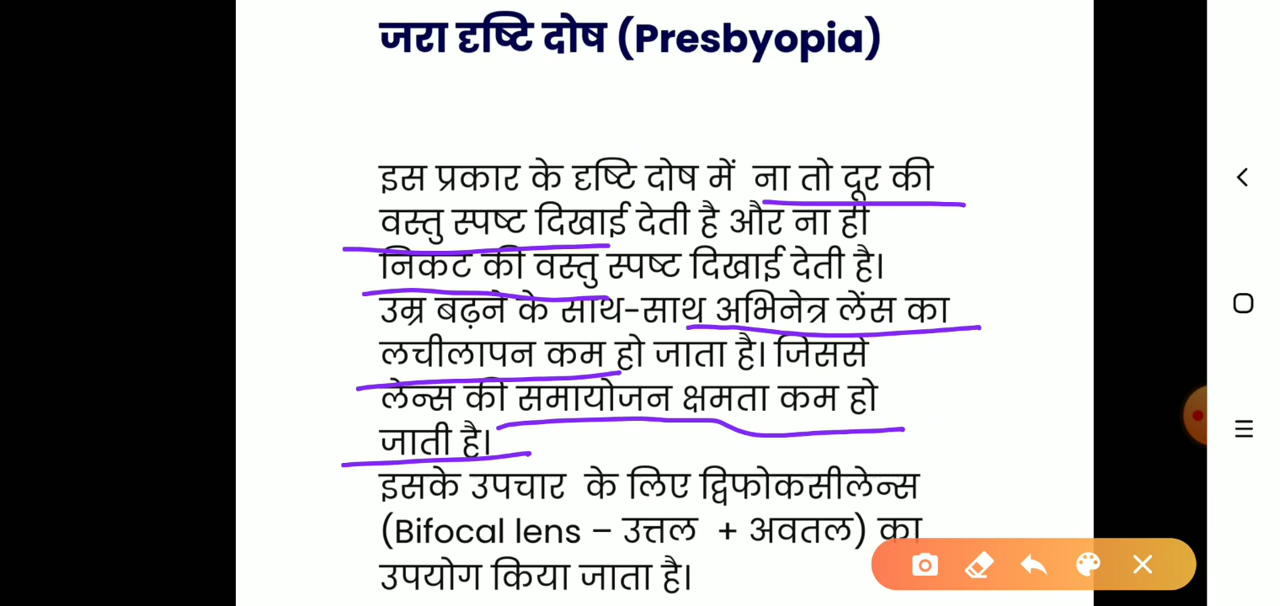 जरा दृष्टि दोष (Presbyopia)
इस प्रकार के दृष्टि दोष में ना तो दूर की
वस्तु स्पष्ट दिखाई देती है और ना ही
निकट की वस्तु स्पष्ट दिखाई देती है।
उम्र बढ़ने के साथ-साथ अभिनेत्र लेंस का
लचीलापन कम हो जाता है। जिससे
लेन्स की समायोजन क्षमता कम हो
जाती है।
इसके उपचार के लिए द्विफोकसीलेन्स
(Bifocal lens – उत्तल + अवतल) का
उपयोग किया जाता है।